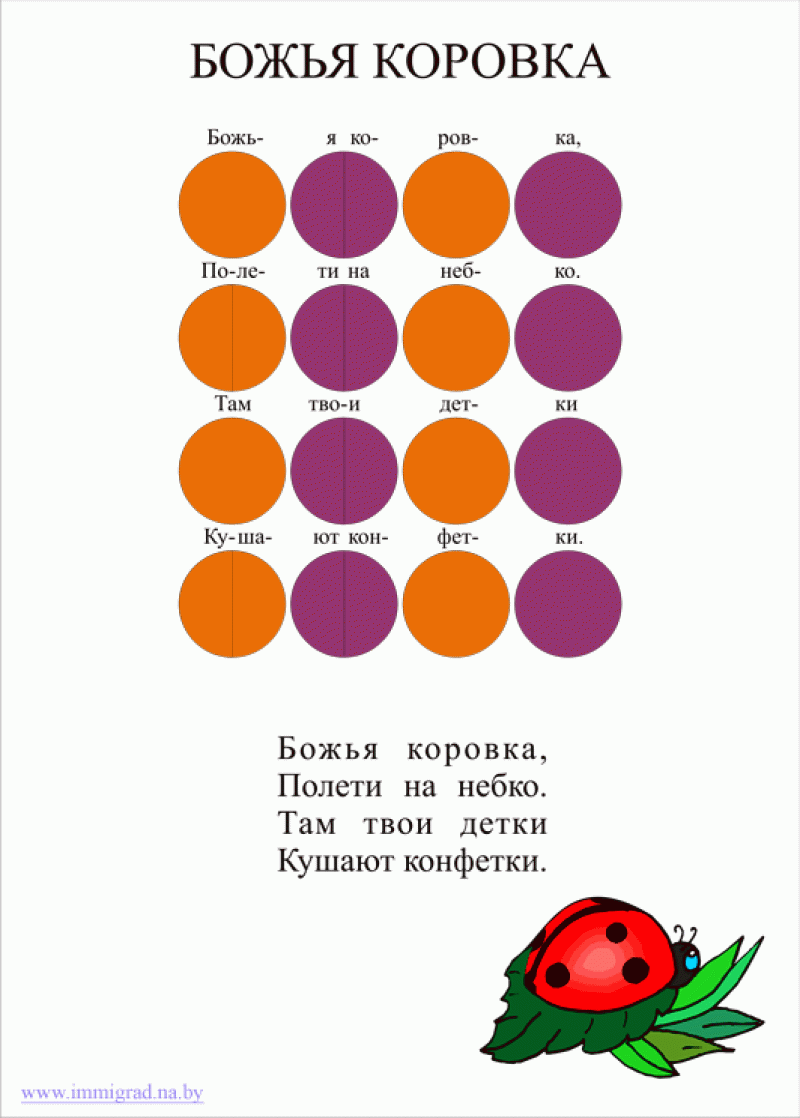 БОЖЬЯ КОРОВКА
Божь- я ко- ров- ка,
По-ле- ти на неб- ко.
Там тво-и дет- ки
Ку-ша- ют кон- фет- ки.
Божья коровка,
Полети на небко.
Там твои детки
Кушают конфетки.
www.immigrad.na.by